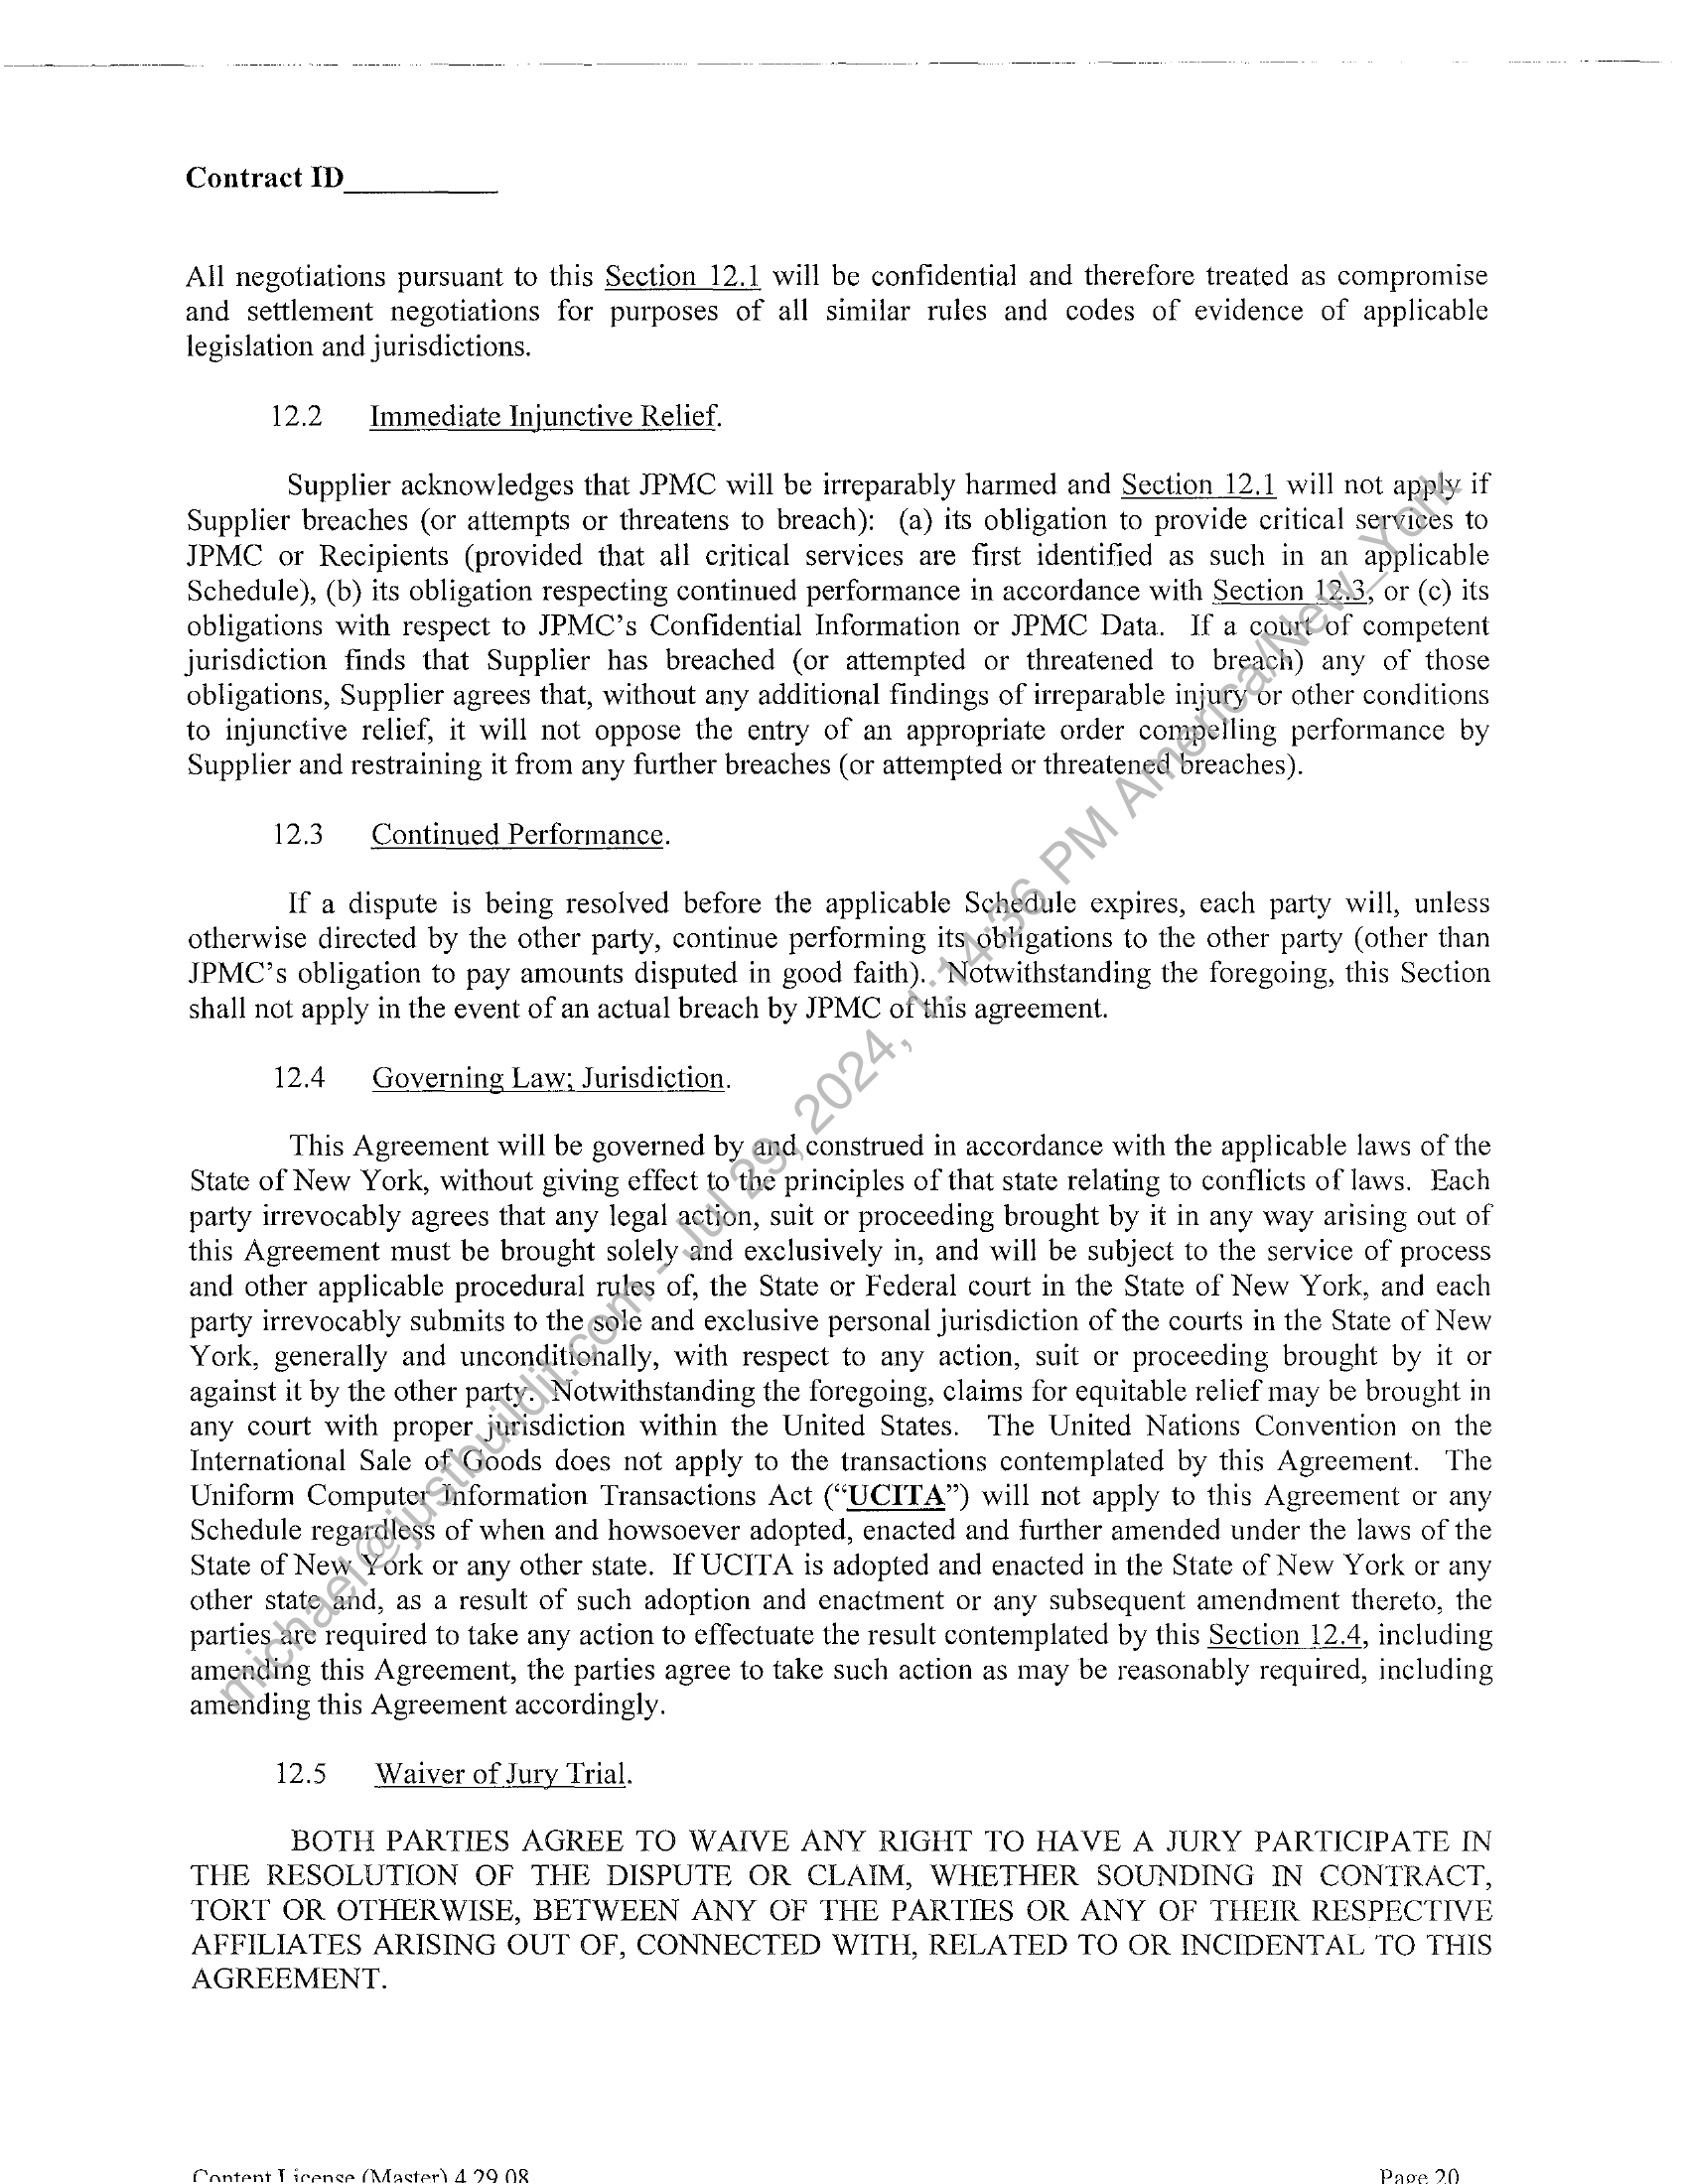 Contract ID__________
All negotiations pursuant to this Section 12.1 will be confidential and therefore treated as compromise
and settlement negotiations for purposes of all similar rules and codes of evidence of applicable
legislation and jurisdictions.
12.2 Immediate Injunctive Relief.
Supplier acknowledges that JPMC will be irreparably harmed and Section 12.1 will not apply if
Supplier breaches (or attempts or threatens to breach): (a) its obligation to provide critical services to
JPMC or Recipients (provided that all critical services are first identified as such in an applicable
Schedule), (b) its obligation respecting continued performance in accordance with Section 12.3, or (c) its
obligations with respect to JPMC’s Confidential Information or JPMC Data. If a court of competent
jurisdiction finds that Supplier has breached (or attempted or threatened to breach) any of those
obligations, Supplier agrees that, without any additional findings of irreparable injury or other conditions
to injunctive relief, it will not oppose the entry of an appropriate order compelling performance by
Supplier and restraining it from any further breaches (or attempted or threatened breaches).
12.3 Continued Performance.
If a dispute is being resolved before the applicable Schedule expires, each party will, unless
otherwise directed by the other party, continue performing its obligations to the other party (other than
JPMC’s obligation to pay amounts disputed in good faith). Notwithstanding the foregoing, this Section
shall not apply in the event of an actual breach by JPMC of this agreement.
12.4 Governing Law; Jurisdiction.
This Agreement will be governed by and construed in accordance with the applicable laws of the
State of New York, without giving effect to the principles of that state relating to conflicts of laws. Each
party irrevocably agrees that any legal action, suit or proceeding brought by it in any way arising out of
this Agreement must be brought solely and exclusively in, and will be subject to the service of process
and other applicable procedural rules of, the State or Federal court in the State of New York, and each
party irrevocably submits to the sole and exclusive personal jurisdiction of the courts in the State of New
York, generally and unconditionally, with respect to any action, suit or proceeding brought by it or
against it by the other party. Notwithstanding the foregoing, claims for equitable relief may be brought in
any court with proper jurisdiction within the United States. The United Nations Convention on the
International Sale of Goods does not apply to the transactions contemplated by this Agreement. The
Uniform Computer Information Transactions Act (“UCITA”) will not apply to this Agreement or any
Schedule regardless of when and howsoever adopted, enacted and further amended under the laws of the
State of New York or any other state. If UCITA is adopted and enacted in the State of New York or any
other state and, as a result of such adoption and enactment or any subsequent amendment thereto, the
parties are required to take any action to effectuate the result contemplated by this Section 12.4, including
amending this Agreement, the parties agree to take such action as may be reasonably required, including
amending this Agreement accordingly.
12.5 Waiver of Jury Trial.
BOTH PARTIES AGREE TO WAIVE ANY RIGHT TO HAVE A JURY PARTICIPATE IN
THE RESOLUTION OF THE DISPUTE OR CLAIM, WHETHER SOUNDING IN CONTRACT,
TORT OR OTHERWISE, BETWEEN ANY OF THE PARTIES OR ANY OF THEIR RESPECTIVE
AFFILIATES ARISING OUT OF, CONNECTED WITH, RELATED TO OR INCIDENTAL TO THIS
AGREEMENT.
Content License (Master) 4 29 08 Page 20
michael@justbuildit.com - Jul 29, 2024, 1:14:36 PM America/New_York